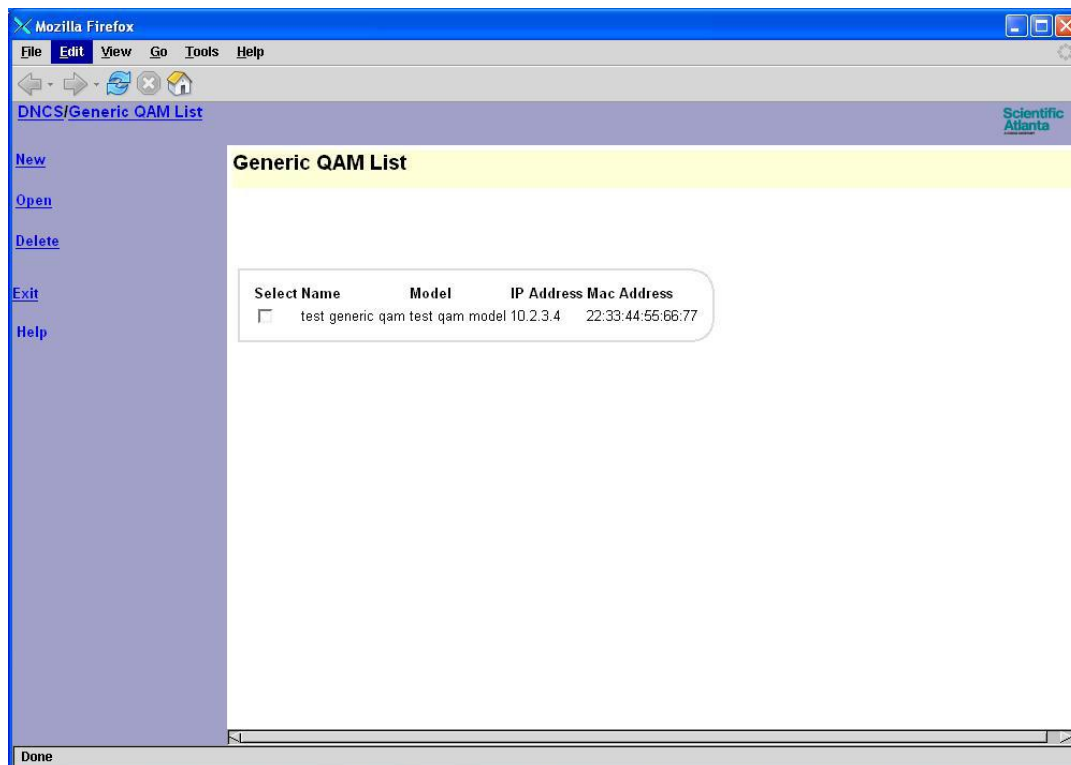 Mozilla Firefox
File Edit View Go Tools Help
DNCS/Generic QAM List
Scientific
Atlanta
New
Generic QAM List
Open
Delete
Exit
Help
Select Name Model IP Address Mac Address
test generic qam test qam model 10.2.3.4 22:33:44:55:66:77
Done